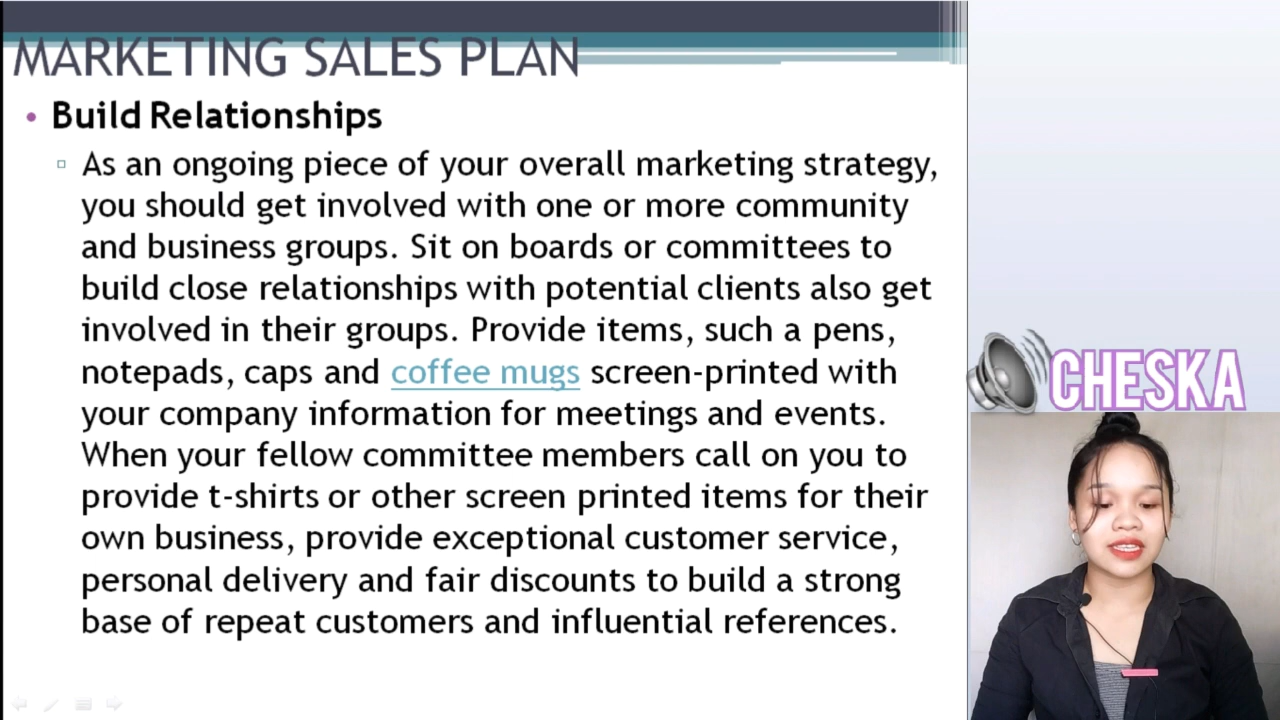 MARKETING SALES PLAN
• Build Relationships
▫ As an ongoing piece of your overall marketing strategy,
you should get involved with one or more community
and business groups. Sit on boards or committees to
build close relationships with potential clients also get
involved in their groups. Provide items, such a pens,
notepads, caps and coffee mugs screen-printed with
your company information for meetings and events.
When your fellow committee members call on you to
provide t-shirts or other screen printed items for their
own business, provide exceptional customer service,
personal delivery and fair discounts to build a strong
base of repeat customers and influential references.
CHESKA